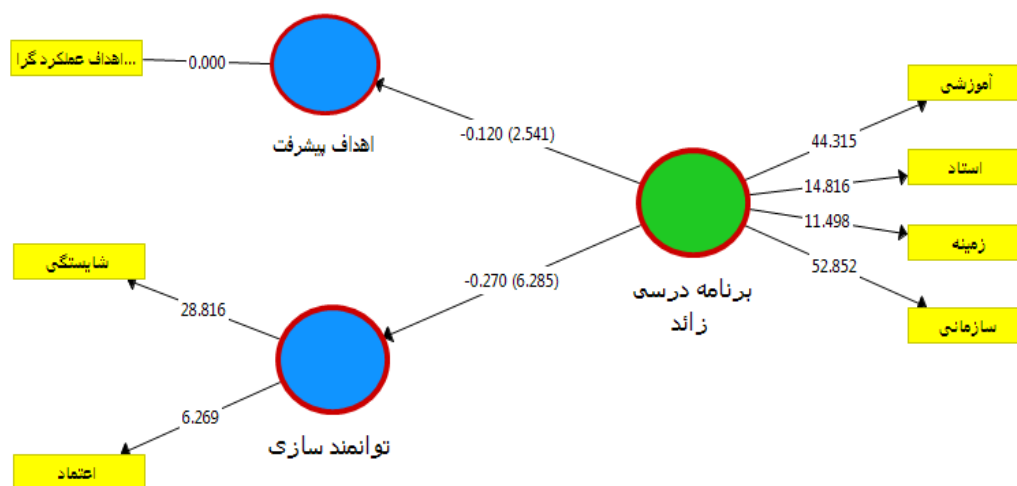 اهداف عملکرد گرا...
0.000
اهداف پیشرفت
-0.120 (2.541)
آموزشی
44.315
استاد
14.816
زمینه
11.498
سازمانی
52.852
برنامه درسی
زائد
-0.270 (6.285)
شایستگی
28.816
توانمند سازی
6.269
اعتماد